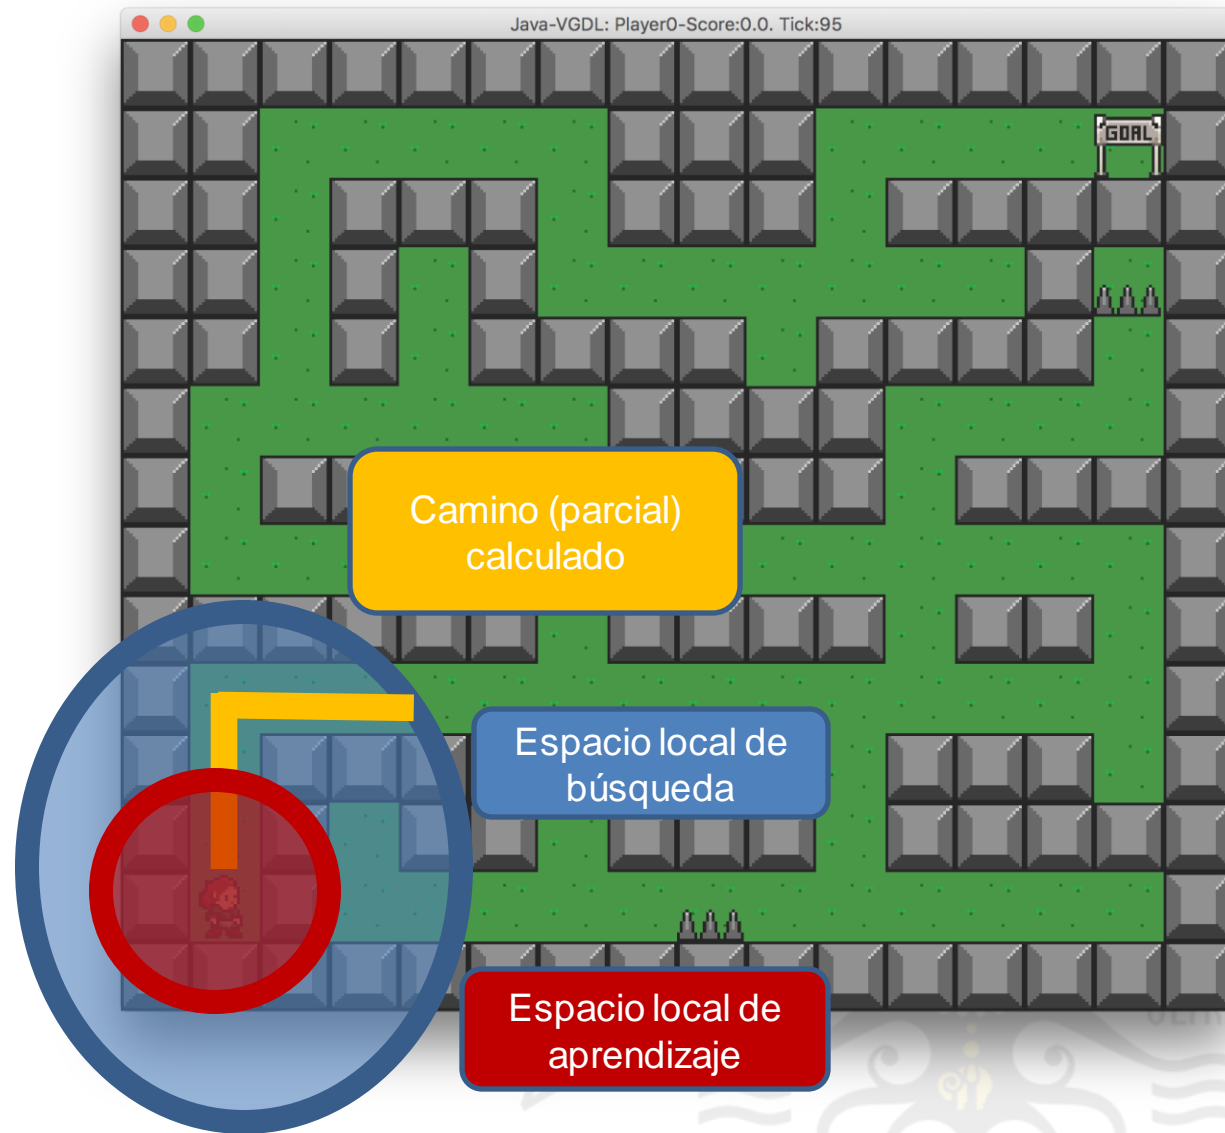 Java-VGDL: Player0-Score:0.0. Tick:95
GOAL
Camino (parcial)
calculado
Espacio local de
búsqueda
Espacio local de
aprendizaje